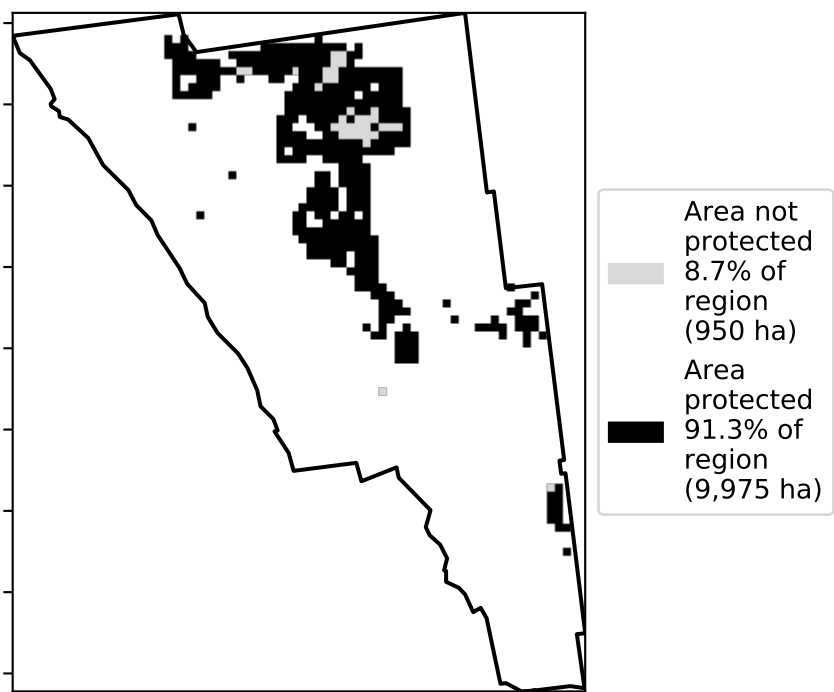 Area not
protected
8.7% of
region
(950 ha)
Area
protected
91.3% of
region
(9,975 ha)